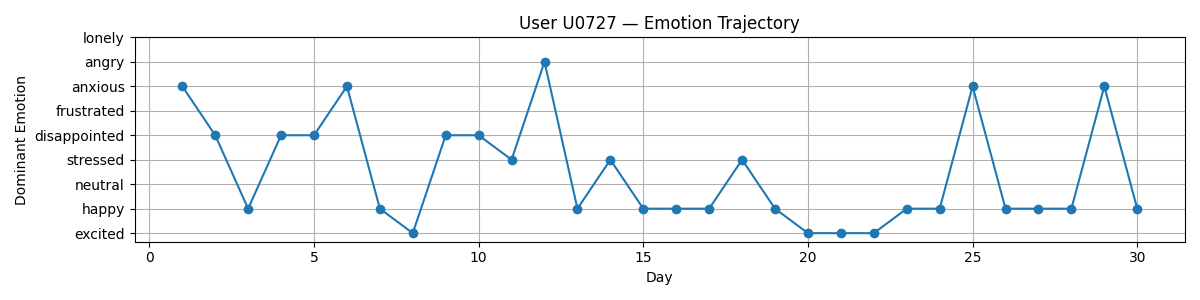 User U0727 — Emotion Trajectory
Dominant Emotion
lonely
angry
anxious
frustrated
disappointed
stressed
neutral
happy
excited
0 5 10 15 20 25 30
Day